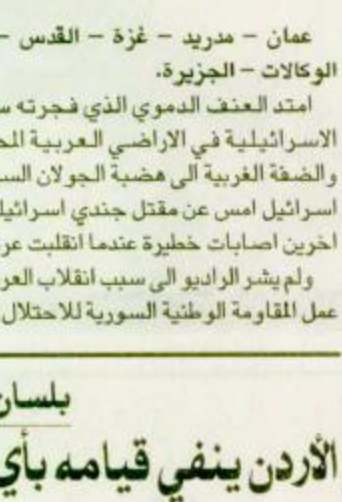 عمان – مدريد – غزة – القدس –
الوكالات – الجزيرة.
امتد العنف الدموي الذي فجرته
الاسرائيلية في الاراضي العربية
والضفة الغربية الى هضبة الجولان
اسرائيل امس عن مقتل جندي
اخرين اصابات خطيرة عندما انقلبت
ولم يشر الراديو الى سبب انقلاب
عمل المقاومة الوطنية السورية للاحتلال
بلسان
الأردن ينفي قيامه بأي